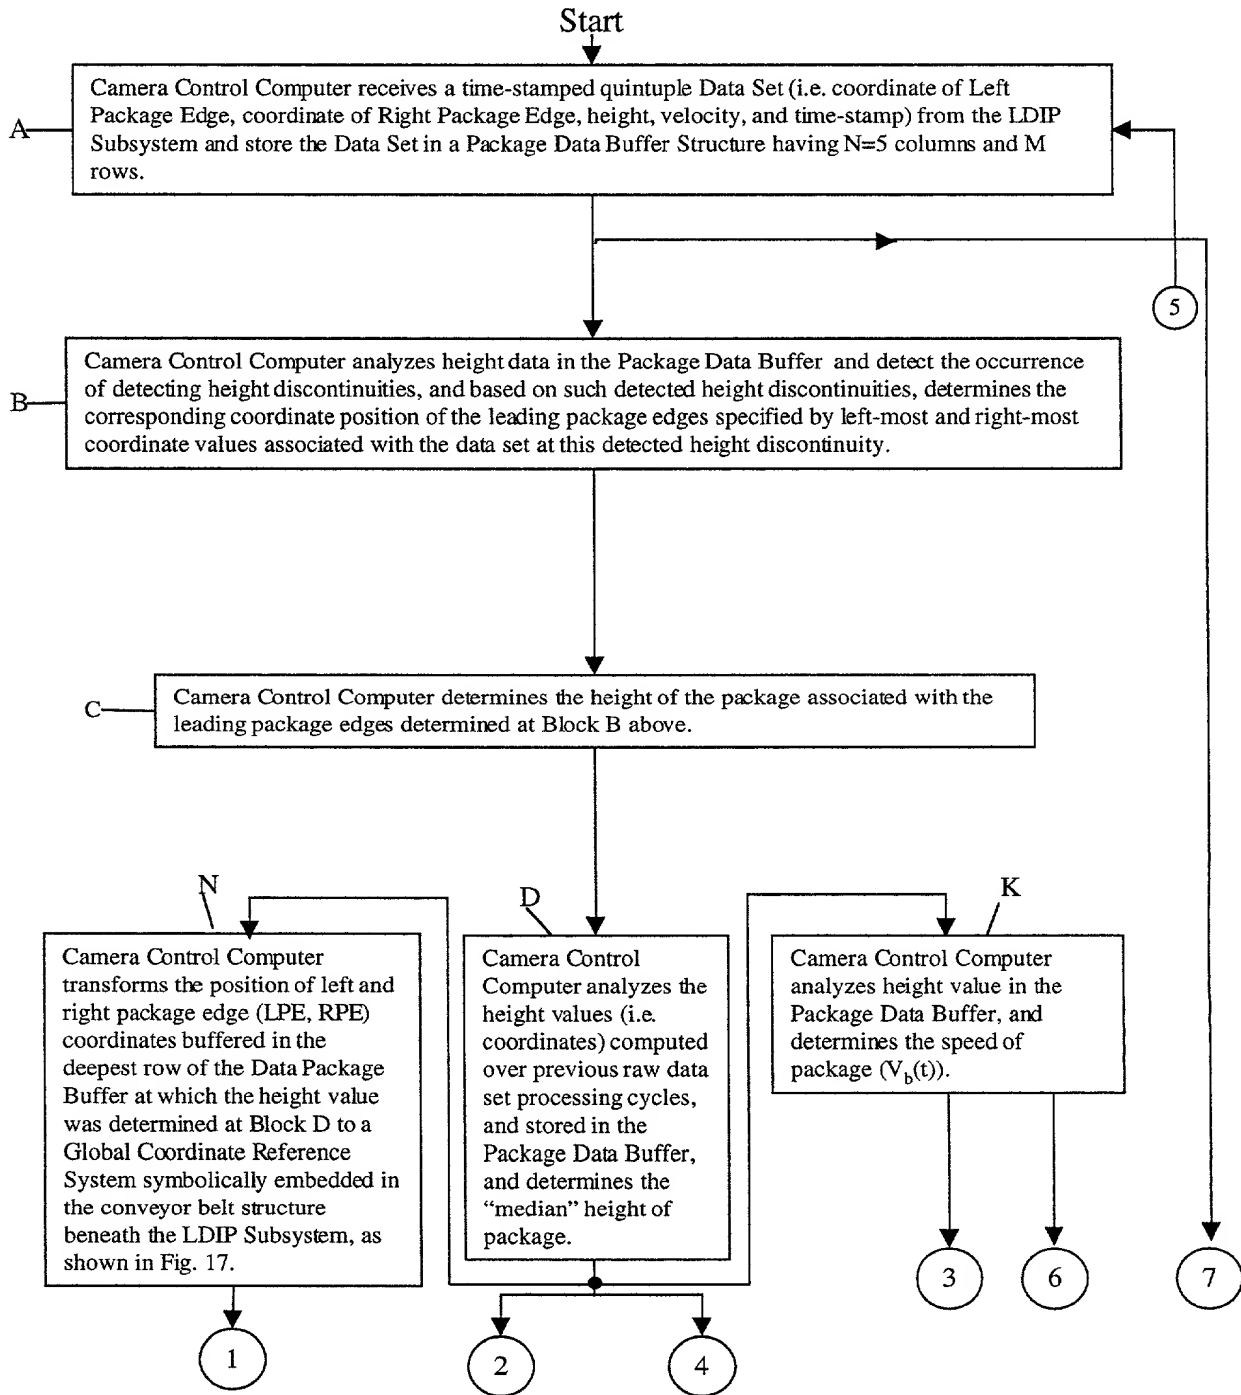 Start
Camera Control Computer receives a time-stamped quintuple Data Set (i.e. coordinate of Left
Package Edge, coordinate of Right Package Edge, height, velocity, and time-stamp) from the LDIP
Subsystem and store the Data Set in a Package Data Buffer Structure having N=5 columns and M
rows.
A
5
Camera Control Computer analyzes height data in the Package Data Buffer and detect the occurrence
of detecting height discontinuities, and based on such detected height discontinuities, determines the
corresponding coordinate position of the leading package edges specified by left-most and right-most
coordinate values associated with the data set at this detected height discontinuity.
B
Camera Control Computer determines the height of the package associated with the
leading package edges determined at Block B above.
C
N
Camera Control Computer
transforms the position of left and
right package edge (LPE, RPE)
coordinates buffered in the
deepest row of the Data Package
Buffer at which the height value
was determined at Block D to a
Global Coordinate Reference
System symbolically embedded in
the conveyor belt structure
beneath the LDIP Subsystem, as
shown in Fig. 17.
D
Camera Control
Computer analyzes the
height values (i.e.
coordinates) computed
over previous raw data
set processing cycles,
and stored in the
Package Data Buffer,
and determines the
“median” height of
package.
K
Camera Control Computer
analyzes height value in the
Package Data Buffer, and
determines the speed of
package (V_b(t)).
1
2
4
3
6
7